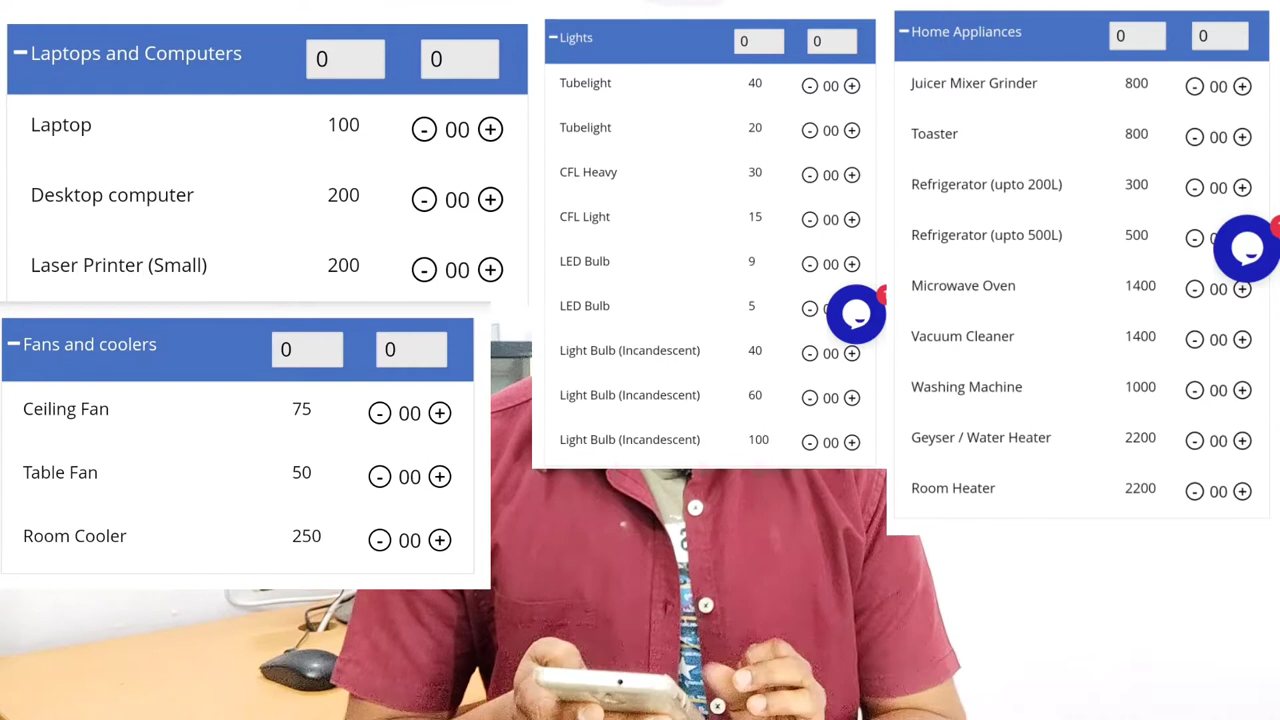 Laptops and Computers 0 0
Laptop 100 - 00 +
Desktop computer 200 - 00 +
Laser Printer (Small) 200 - 00 +
Fans and coolers 0 0
Ceiling Fan 75 - 00 +
Table Fan 50 - 00 +
Room Cooler 250 - 00 +
Lights 0 0
Tubelight 40 - 00 +
Tubelight 20 - 00 +
CFL Heavy 30 - 00 +
CFL Light 15 - 00 +
LED Bulb 9 - 00 +
LED Bulb 5 -
Light Bulb (Incandescent) 40 - 00 +
Light Bulb (Incandescent) 60 - 00 +
Light Bulb (Incandescent) 100 - 00 +
Home Appliances 0 0
Juicer Mixer Grinder 800 - 00 +
Toaster 800 - 00 +
Refrigerator (upto 200L) 300 - 00 +
Refrigerator (upto 500L) 500 -
Microwave Oven 1400 - 00 +
Vacuum Cleaner 1400 - 00 +
Washing Machine 1000 - 00 +
Geyser / Water Heater 2200 - 00 +
Room Heater 2200 - 00 +